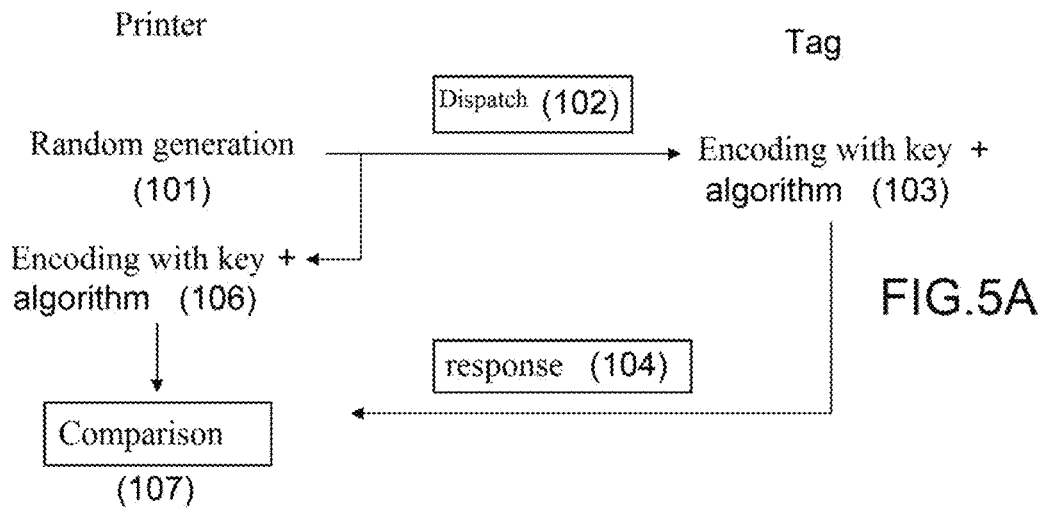 Printer
Tag
Dispatch (102)
Random generation
(101)
Encoding with key +
algorithm (103)
Encoding with key +
algorithm (106)
FIG.5A
response (104)
Comparison
(107)